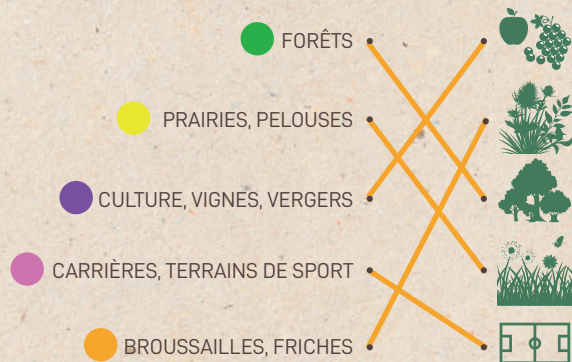 FORÊTS
PRAIRIES, PELOUSES
CULTURE, VIGNES, VERGERS
CARRIÈRES, TERRAINS DE SPORT
BROUSSAILLES, FRICHES